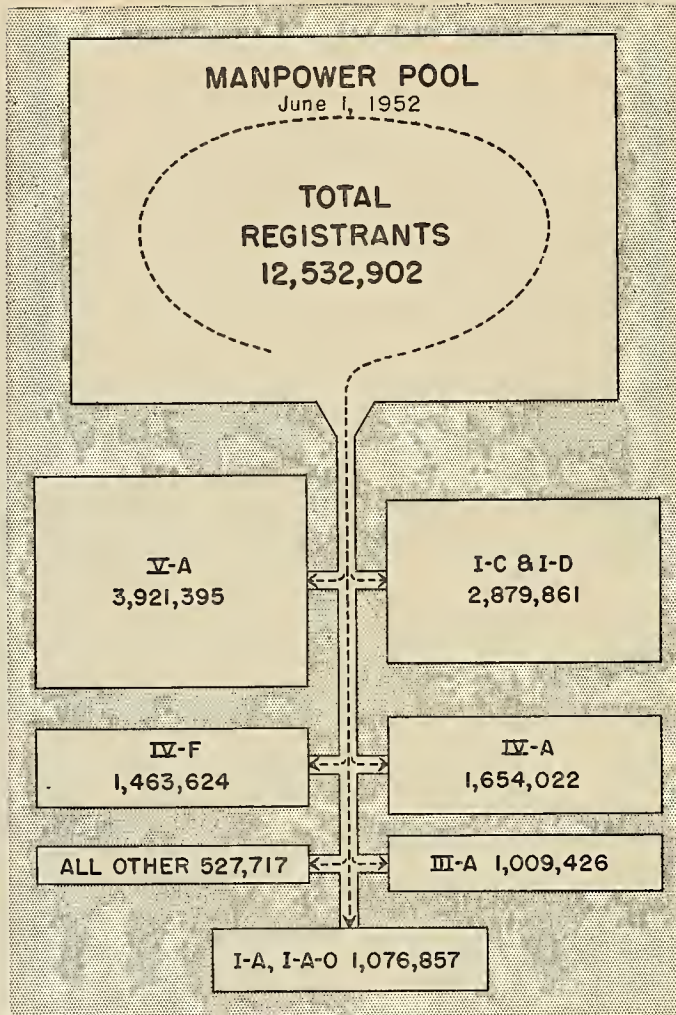 MANPOWER POOL
June 1, 1952
TOTAL
REGISTRANTS
12,532,902
V-A
3,921,395
I-C & I-D
2,879,861
IV-F
1,463,624
IV-A
1,654,022
ALL OTHER 527,717
III-A 1,009,426
I-A, I-A-O 1,076,857